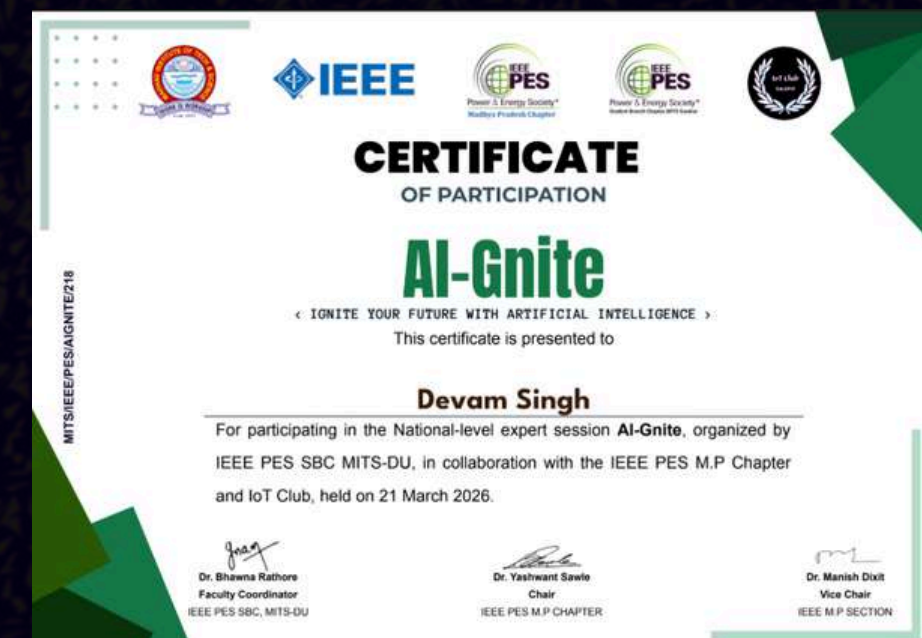 IEEE
IEEE
PES
Power & Energy Society®
Madhya Pradesh Chapter
IEEE
PES
Power & Energy Society®
IoT Club
CERTIFICATE
OF PARTICIPATION
AI-Gnite
< IGNITE YOUR FUTURE WITH ARTIFICIAL INTELLIGENCE >
This certificate is presented to
Devam Singh
For participating in the National-level expert session AI-Gnite, organized by
IEEE PES SBC MITS-DU, in collaboration with the IEEE PES M.P Chapter
and IoT Club, held on 21 March 2026.
Dr. Bhawna Rathore
Faculty Coordinator
IEEE PES SBC, MITS-DU
Dr. Yashwant Sawle
Chair
IEEE PES M.P CHAPTER
Dr. Manish Dixit
Vice Chair
IEEE M.P SECTION
MITS/IEEE/PES/AIGNITE/218